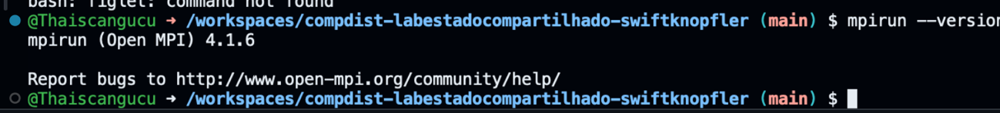 bash: figlet: command not found
@Thaiscangucu ➜ /workspaces/compdist-labestadocompartilhado-swiftknopfler (main) $ mpirun --version
mpirun (Open MPI) 4.1.6
Report bugs to http://www.open-mpi.org/community/help/
@Thaiscangucu ➜ /workspaces/compdist-labestadocompartilhado-swiftknopfler (main) $